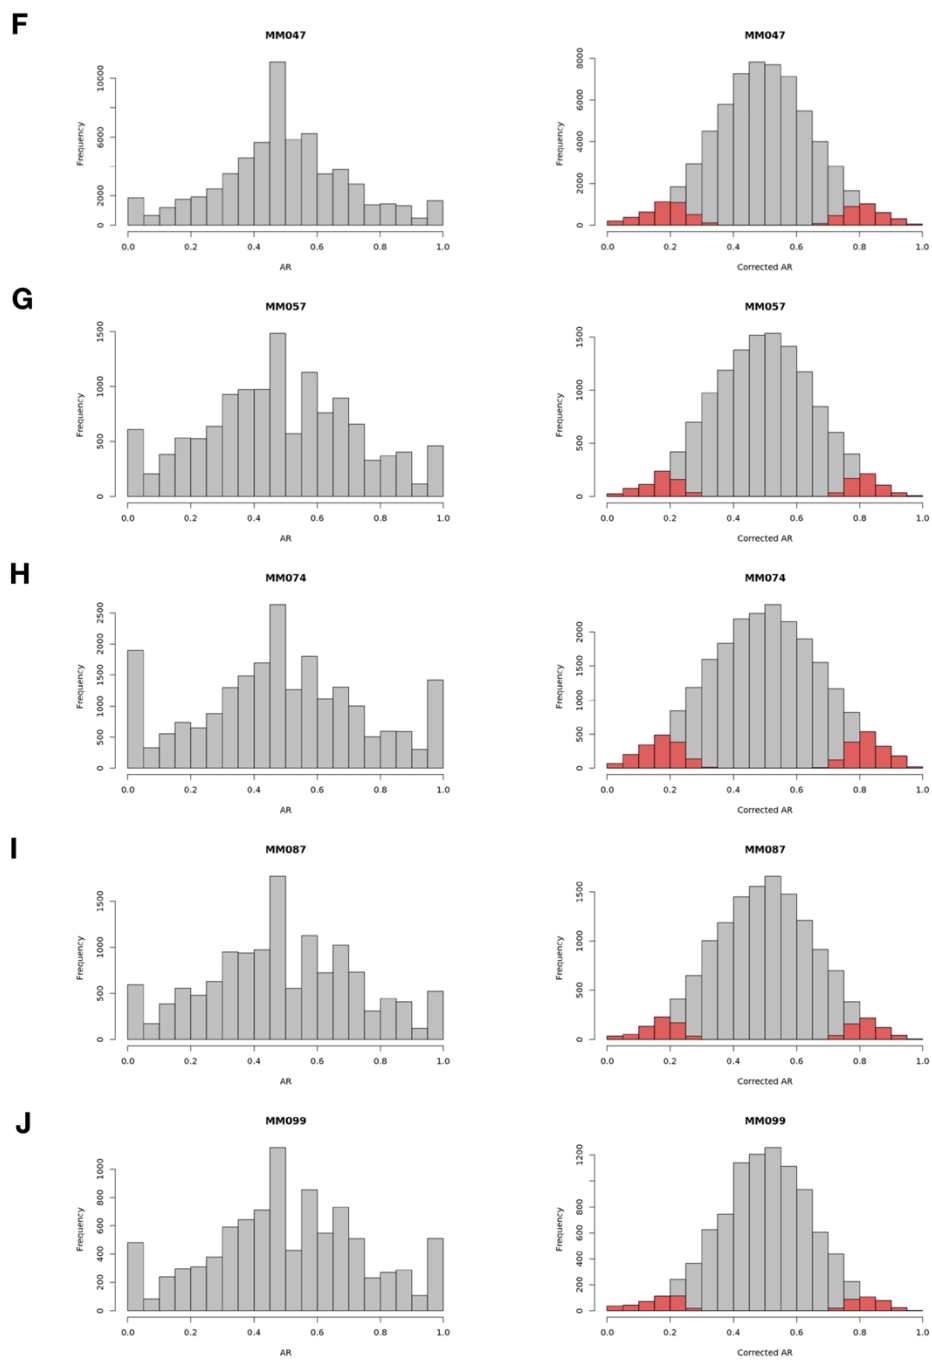 F
MM047 MM047
Frequency 0 2000 6000 10000 Frequency 0 2000 4000 6000 8000
0.0 0.2 0.4 0.6 0.8 1.0 0.0 0.2 0.4 0.6 0.8 1.0
AR Corrected AR
G
MM057 MM057
Frequency 0 500 1000 1500 Frequency 0 500 1000 1500
0.0 0.2 0.4 0.6 0.8 1.0 0.0 0.2 0.4 0.6 0.8 1.0
AR Corrected AR
H
MM074 MM074
Frequency 0 500 1000 1500 2000 2500 Frequency 0 500 1000 1500 2000
0.0 0.2 0.4 0.6 0.8 1.0 0.0 0.2 0.4 0.6 0.8 1.0
AR Corrected AR
I
MM087 MM087
Frequency 0 500 1000 1500 Frequency 0 500 1000 1500
0.0 0.2 0.4 0.6 0.8 1.0 0.0 0.2 0.4 0.6 0.8 1.0
AR Corrected AR
J
MM099 MM099
Frequency 0 200 400 600 800 1000 Frequency 0 200 400 600 800 1200
0.0 0.2 0.4 0.6 0.8 1.0 0.0 0.2 0.4 0.6 0.8 1.0
AR Corrected AR